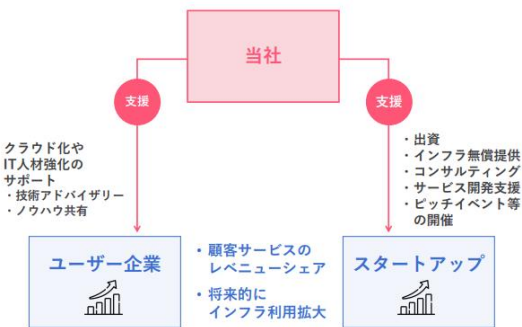 当社
支援
支援
クラウド化や
IT人材強化の
サポート
・技術アドバイザリー
・ノウハウ共有
・出資
・インフラ無償提供
・コンサルティング
・サービス開発支援
・ピッチイベント等
の開催
ユーザー企業
・顧客サービスの
レベニューシェア
・将来的に
インフラ利用拡大
スタートアップ